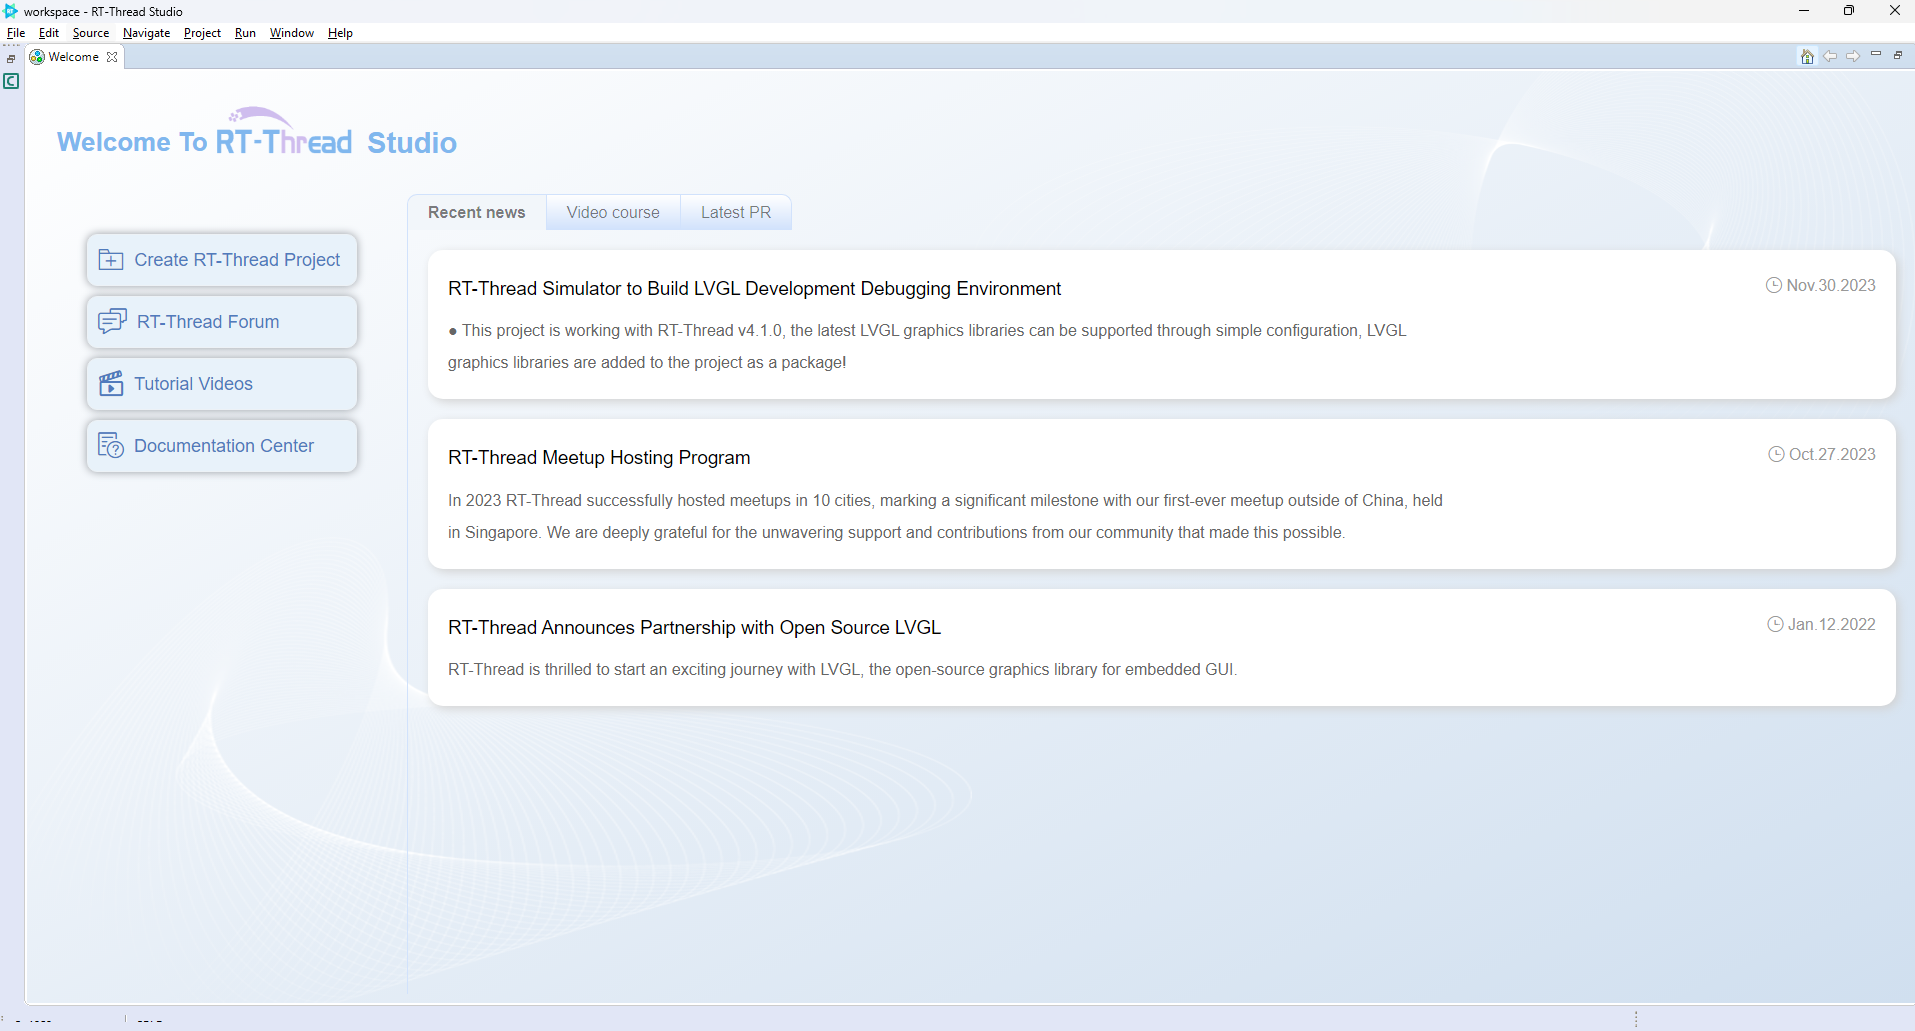 workspace - RT-Thread Studio
File Edit Source Navigate Project Run Window Help
Welcome
Welcome To RT-Thread Studio
Recent news Video course Latest PR
Create RT-Thread Project
RT-Thread Forum
Tutorial Videos
Documentation Center
RT-Thread Simulator to Build LVGL Development Debugging Environment
Nov.30.2023
● This project is working with RT-Thread v4.1.0, the latest LVGL graphics libraries can be supported through simple configuration, LVGL
graphics libraries are added to the project as a package!
RT-Thread Meetup Hosting Program
Oct.27.2023
In 2023 RT-Thread successfully hosted meetups in 10 cities, marking a significant milestone with our first-ever meetup outside of China, held
in Singapore. We are deeply grateful for the unwavering support and contributions from our community that made this possible.
RT-Thread Announces Partnership with Open Source LVGL
Jan.12.2022
RT-Thread is thrilled to start an exciting journey with LVGL, the open-source graphics library for embedded GUI.